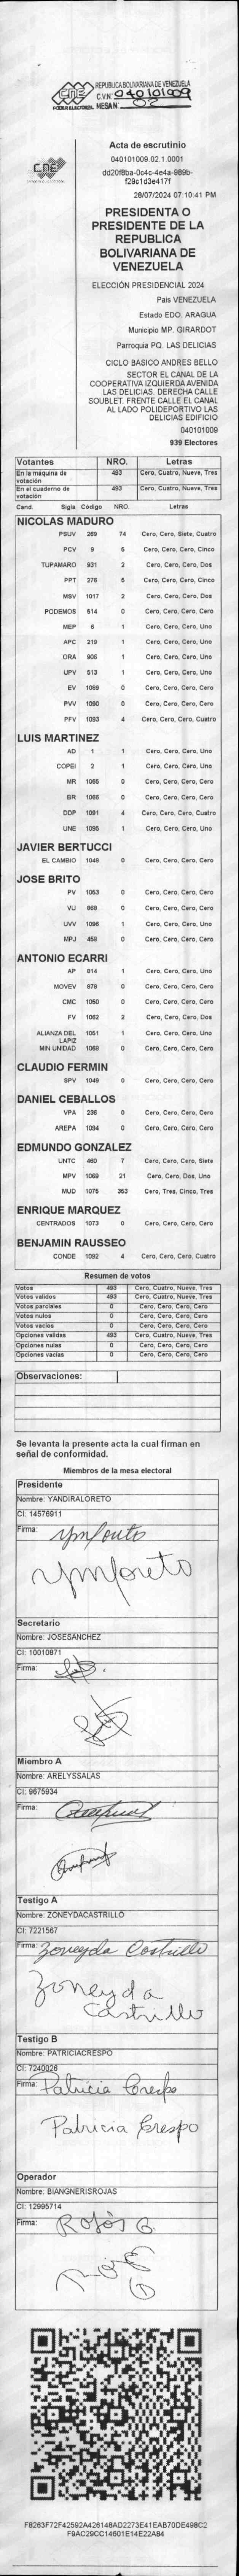 CNE
PODER ELECTORAL
REPUBLICA BOLIVARIANA DE VENEZUELA
C.V.Nº: 040101009
MESA Nº: 02
CNE
Acta de escrutinio
040101009.02.1.0001
dd20f8ba-0c4c-4e4a-989b-
f29c1d3e417f
28/07/2024 07:10:41 PM
PRESIDENTA O
PRESIDENTE DE LA
REPUBLICA
BOLIVARIANA DE
VENEZUELA
ELECCIÓN PRESIDENCIAL 2024
Pais VENEZUELA
Estado EDO. ARAGUA
Municipio MP. GIRARDOT
Parroquia PQ. LAS DELICIAS
CICLO BASICO ANDRES BELLO
SECTOR EL CANAL DE LA
COOPERATIVA IZQUIERDA AVENIDA
LAS DELICIAS. DERECHA CALLE
SOUBLET. FRENTE CALLE EL CANAL
AL LADO POLIDEPORTIVO LAS
DELICIAS EDIFICIO
040101009
939 Electores
Votantes NRO. Letras
En la máquina de votación 493 Cero, Cuatro, Nueve, Tres
En el cuaderno de votación 493 Cero, Cuatro, Nueve, Tres
Cand. Sigla Código NRO. Letras
NICOLAS MADURO
PSUV 269 74 Cero, Cero, Siete, Cuatro
PCV 9 5 Cero, Cero, Cero, Cinco
TUPAMARO 931 2 Cero, Cero, Cero, Dos
PPT 276 5 Cero, Cero, Cero, Cinco
MSV 1017 2 Cero, Cero, Cero, Dos
PODEMOS 514 0 Cero, Cero, Cero, Cero
MEP 6 1 Cero, Cero, Cero, Uno
APC 219 1 Cero, Cero, Cero, Uno
ORA 906 1 Cero, Cero, Cero, Uno
UPV 513 1 Cero, Cero, Cero, Uno
EV 1089 0 Cero, Cero, Cero, Cero
PVV 1090 0 Cero, Cero, Cero, Cero
PFV 1093 4 Cero, Cero, Cero, Cuatro
LUIS MARTINEZ
AD 1 1 Cero, Cero, Cero, Uno
COPEI 2 1 Cero, Cero, Cero, Uno
MR 1065 0 Cero, Cero, Cero, Cero
BR 1066 0 Cero, Cero, Cero, Cero
DDP 1091 4 Cero, Cero, Cero, Cuatro
UNE 1095 1 Cero, Cero, Cero, Uno
JAVIER BERTUCCI
EL CAMBIO 1046 0 Cero, Cero, Cero, Cero
JOSE BRITO
PV 1053 0 Cero, Cero, Cero, Cero
VU 868 0 Cero, Cero, Cero, Cero
UVV 1096 1 Cero, Cero, Cero, Uno
MPJ 458 0 Cero, Cero, Cero, Cero
ANTONIO ECARRI
AP 914 1 Cero, Cero, Cero, Uno
MOVEV 878 0 Cero, Cero, Cero, Cero
CMC 1050 0 Cero, Cero, Cero, Cero
FV 1062 2 Cero, Cero, Cero, Dos
ALIANZA DEL LAPIZ 1051 1 Cero, Cero, Cero, Uno
MIN UNIDAD 1068 0 Cero, Cero, Cero, Cero
CLAUDIO FERMIN
SPV 1049 0 Cero, Cero, Cero, Cero
DANIEL CEBALLOS
VPA 236 0 Cero, Cero, Cero, Cero
AREPA 1094 0 Cero, Cero, Cero, Cero
EDMUNDO GONZALEZ
UNTC 460 7 Cero, Cero, Cero, Siete
MPV 1069 21 Cero, Cero, Dos, Uno
MUD 1075 353 Cero, Tres, Cinco, Tres
ENRIQUE MARQUEZ
CENTRADOS 1073 0 Cero, Cero, Cero, Cero
BENJAMIN RAUSSEO
CONDE 1092 4 Cero, Cero, Cero, Cuatro
Resumen de votos
Votos 493 Cero, Cuatro, Nueve, Tres
Votos validos 493 Cero, Cuatro, Nueve, Tres
Votos parciales 0 Cero, Cero, Cero, Cero
Votos nulos 0 Cero, Cero, Cero, Cero
Votos vacios 0 Cero, Cero, Cero, Cero
Opciones validas 493 Cero, Cuatro, Nueve, Tres
Opciones nulas 0 Cero, Cero, Cero, Cero
Opciones vacias 0 Cero, Cero, Cero, Cero
Observaciones:
Se levanta la presente acta la cual firman en
señal de conformidad.
Miembros de la mesa electoral
Presidente
Nombre: YANDIRALORETO
CI: 14576911
Firma: ymloreto
ymloreto
Secretario
Nombre: JOSESANCHEZ
CI: 10010871
Firma:
Miembro A
Nombre: ARELYSSALAS
CI: 9675934
Firma:
Testigo A
Nombre: ZONEYDACASTRILLO
CI: 7221567
Firma: Zoneyda Castrillo
Zoneyda
Castrillo
Testigo B
Nombre: PATRICIACRESPO
CI: 7240026
Firma: Patricia Crespo
Patricia Crespo
Operador
Nombre: BIANGNERISROJAS
CI: 12995714
Firma: Rojas B.
F8263F72F42592A426148AD2273E41EAB70DE498C2
F9AC29CC14601E14E22A84